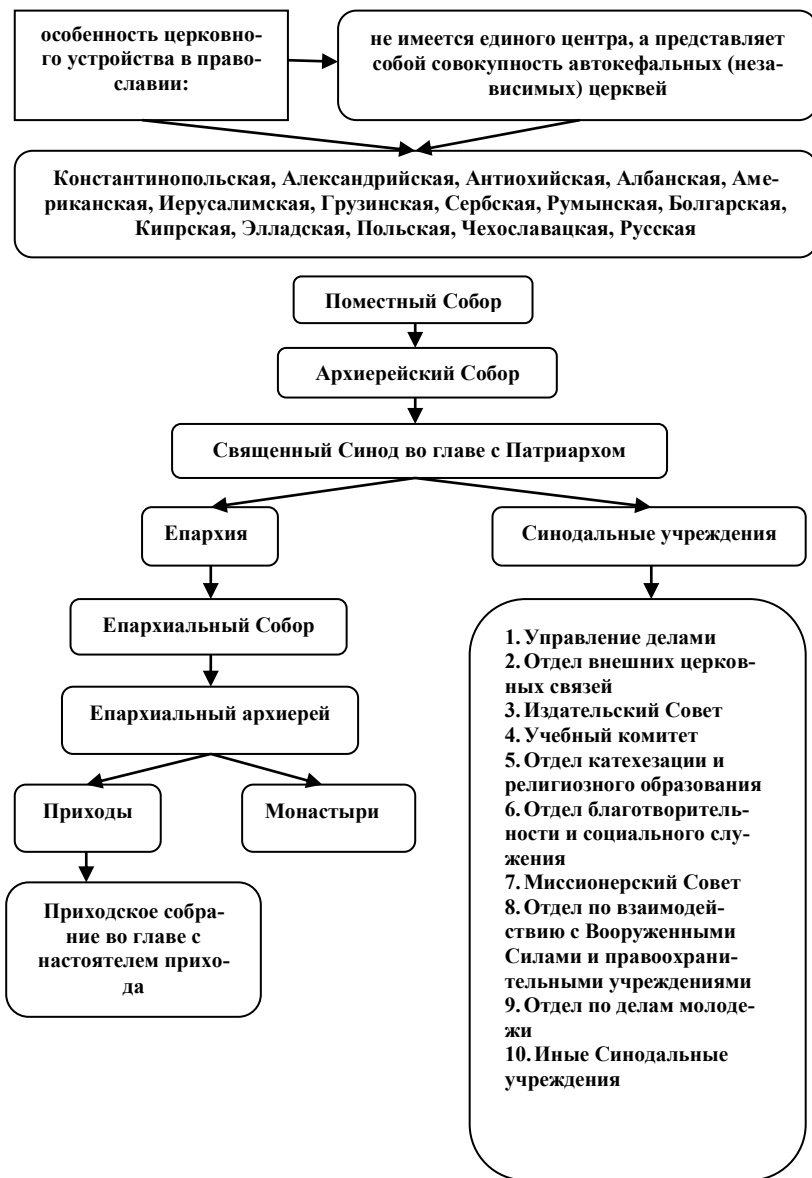 особенность церковно-
го устройства в право-
славии:
не имеется единого центра, а представляет
собой совокупность автокефальных (неза-
висимых) церквей
Константинопольская, Александрийская, Антиохийская, Албанская, Аме-
риканская, Иерусалимская, Грузинская, Сербская, Румынская, Болгарская,
Кипрская, Элладская, Польская, Чехославацкая, Русская
Поместный Собор
Архиерейский Собор
Священный Синод во главе с Патриархом
Епархия
Синодальные учреждения
Епархиальный Собор
Епархиальный архиерей
Приходы
Монастыри
Приходское собра-
ние во главе с
настоятелем прихо-
да
1. Управление делами
2. Отдел внешних церков-
ных связей
3. Издательский Совет
4. Учебный комитет
5. Отдел катехезации и
религиозного образования
6. Отдел благотворитель-
ности и социального слу-
жения
7. Миссионерский Совет
8. Отдел по взаимодей-
ствию с Вооруженными
Силами и правоохрани-
тельными учреждениями
9. Отдел по делам молоде-
жи
10. Иные Синодальные
учреждения